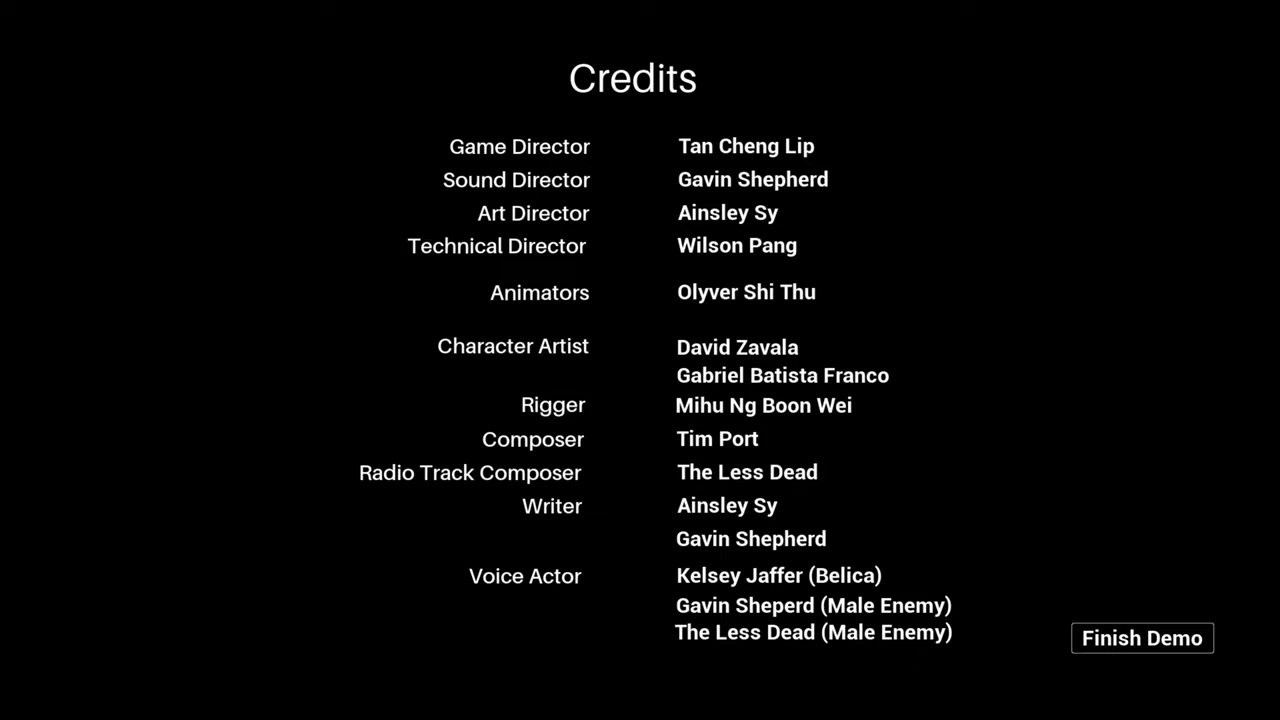 Credits
Game Director Tan Cheng Lip
Sound Director Gavin Shepherd
Art Director Ainsley Sy
Technical Director Wilson Pang
Animators Olyver Shi Thu
Character Artist David Zavala
Gabriel Batista Franco
Rigger Mihu Ng Boon Wei
Composer Tim Port
Radio Track Composer The Less Dead
Writer Ainsley Sy
Gavin Shepherd
Voice Actor Kelsey Jaffer (Belica)
Gavin Sheperd (Male Enemy)
The Less Dead (Male Enemy)
Finish Demo